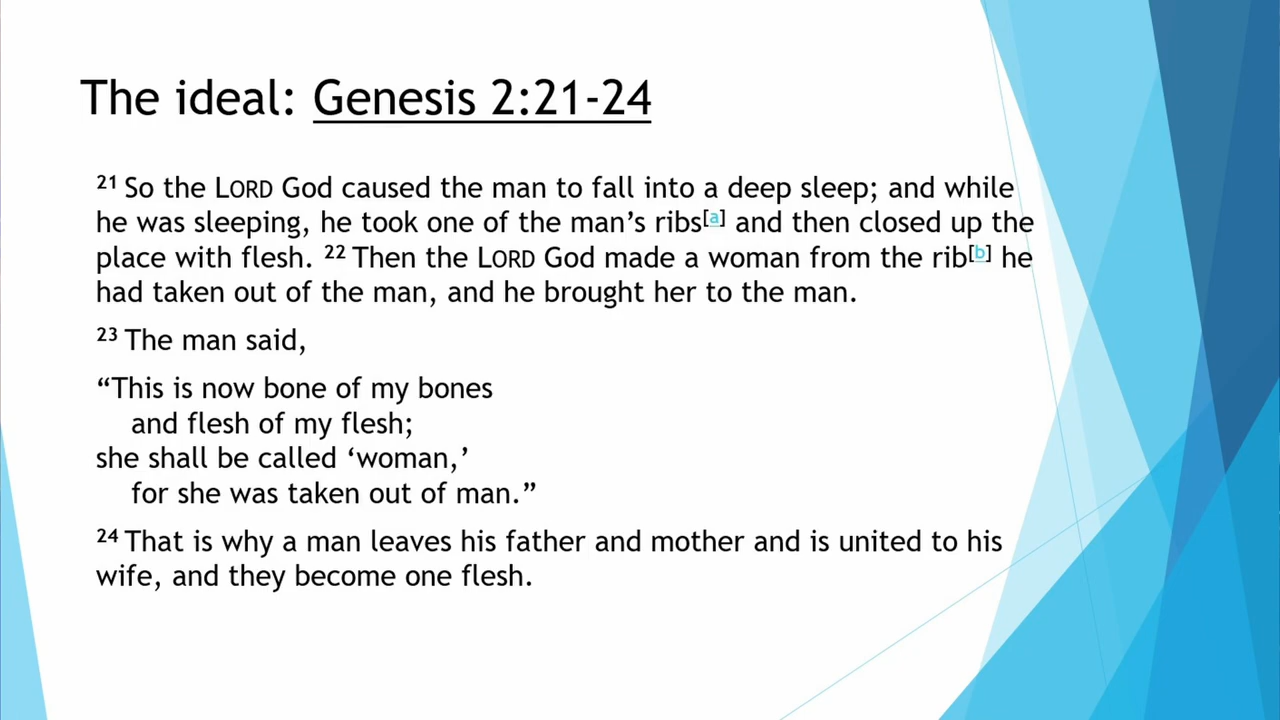 The ideal: Genesis 2:21-24
21 So the LORD God caused the man to fall into a deep sleep; and while
he was sleeping, he took one of the man’s ribs[a] and then closed up the
place with flesh. 22 Then the LORD God made a woman from the rib[b] he
had taken out of the man, and he brought her to the man.
23 The man said,
“This is now bone of my bones
and flesh of my flesh;
she shall be called ‘woman,’
for she was taken out of man.”
24 That is why a man leaves his father and mother and is united to his
wife, and they become one flesh.